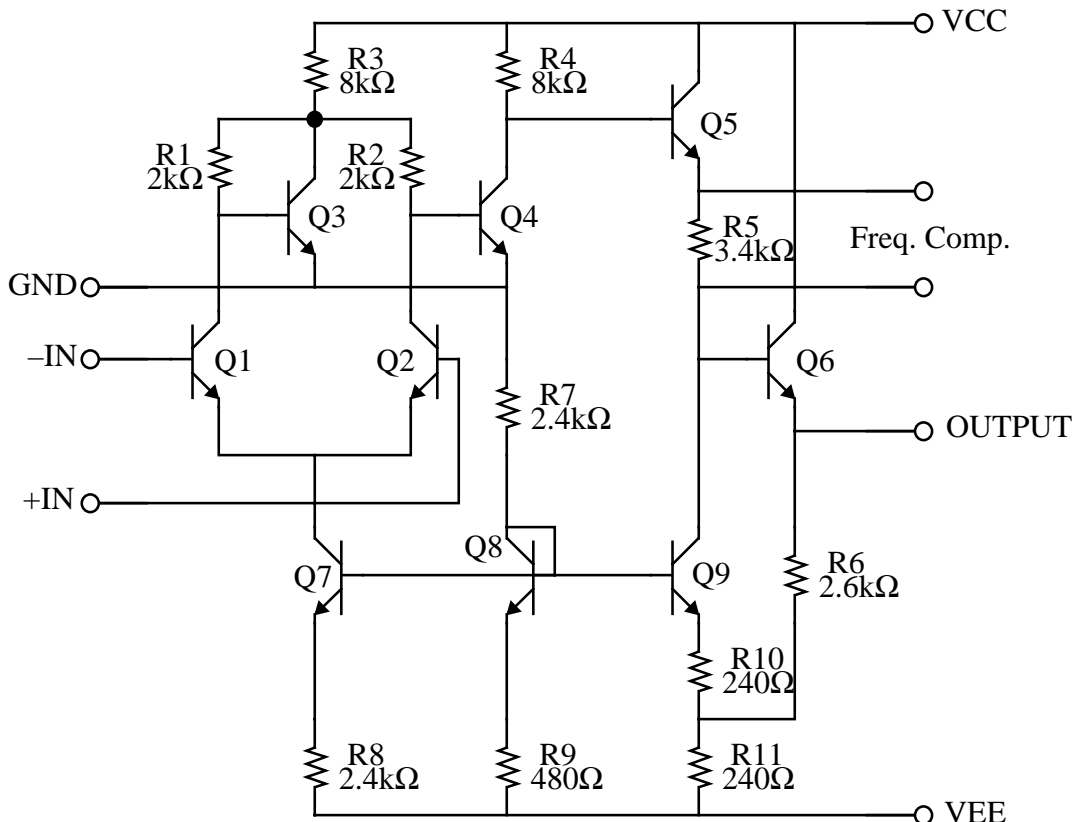 VCC
R3
8kΩ
R4
8kΩ
Q5
R1
2kΩ
R2
2kΩ
Q3
Q4
R5
3.4kΩ
Freq. Comp.
GND
–IN
Q1
Q2
Q6
R7
2.4kΩ
OUTPUT
+IN
Q8
Q7
Q9
R6
2.6kΩ
R10
240Ω
R8
2.4kΩ
R9
480Ω
R11
240Ω
VEE